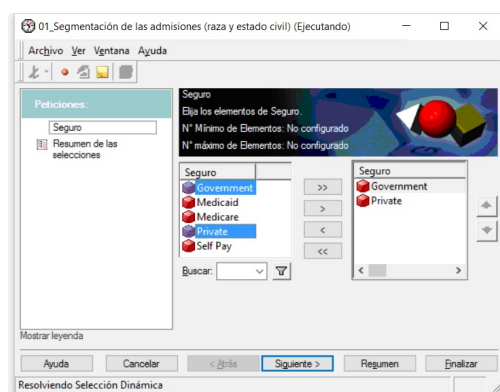 01_Segmentación de las admisiones (raza y estado civil) (Ejecutando)
Archivo Ver Ventana Ayuda
Peticiones:
Seguro
Resumen de las
selecciones
Seguro
Elija los elementos de Seguro.
N° Mínimo de Elementos: No configurado
N° máximo de Elementos: No configurado
Seguro
Government
Medicaid
Medicare
Private
Self Pay
Buscar:
>>
>
<
<<
Seguro
Government
Private
Mostrar leyenda
Ayuda Cancelar < Atrás Siguiente > Resumen Finalizar
Resolviendo Selección Dinámica